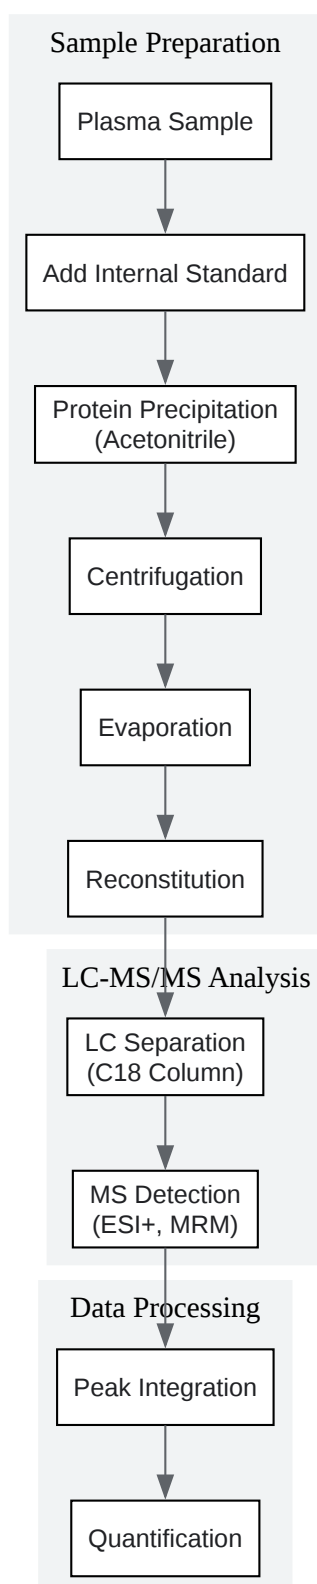 Sample Preparation
Plasma Sample
Add Internal Standard
Protein Precipitation
(Acetonitrile)
Centrifugation
Evaporation
Reconstitution
LC-MS/MS Analysis
LC Separation
(C18 Column)
MS Detection
(ESI+, MRM)
Data Processing
Peak Integration
Quantification